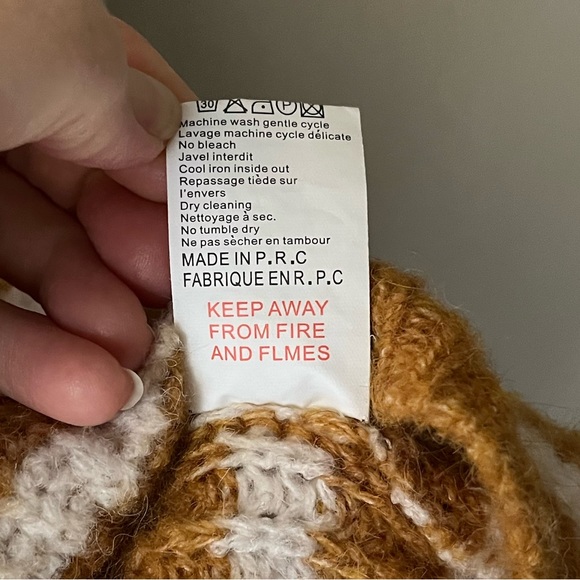 30 P
Machine wash gentle cycle
Lavage machine cycle délicate
No bleach
Javel interdit
Cool iron inside out
Repassage tiède sur
l'envers
Dry cleaning
Nettoyage à sec.
No tumble dry
Ne pas sècher en tambour
MADE IN P.R.C
FABRIQUE EN R.P.C
KEEP AWAY
FROM FIRE
AND FLMES